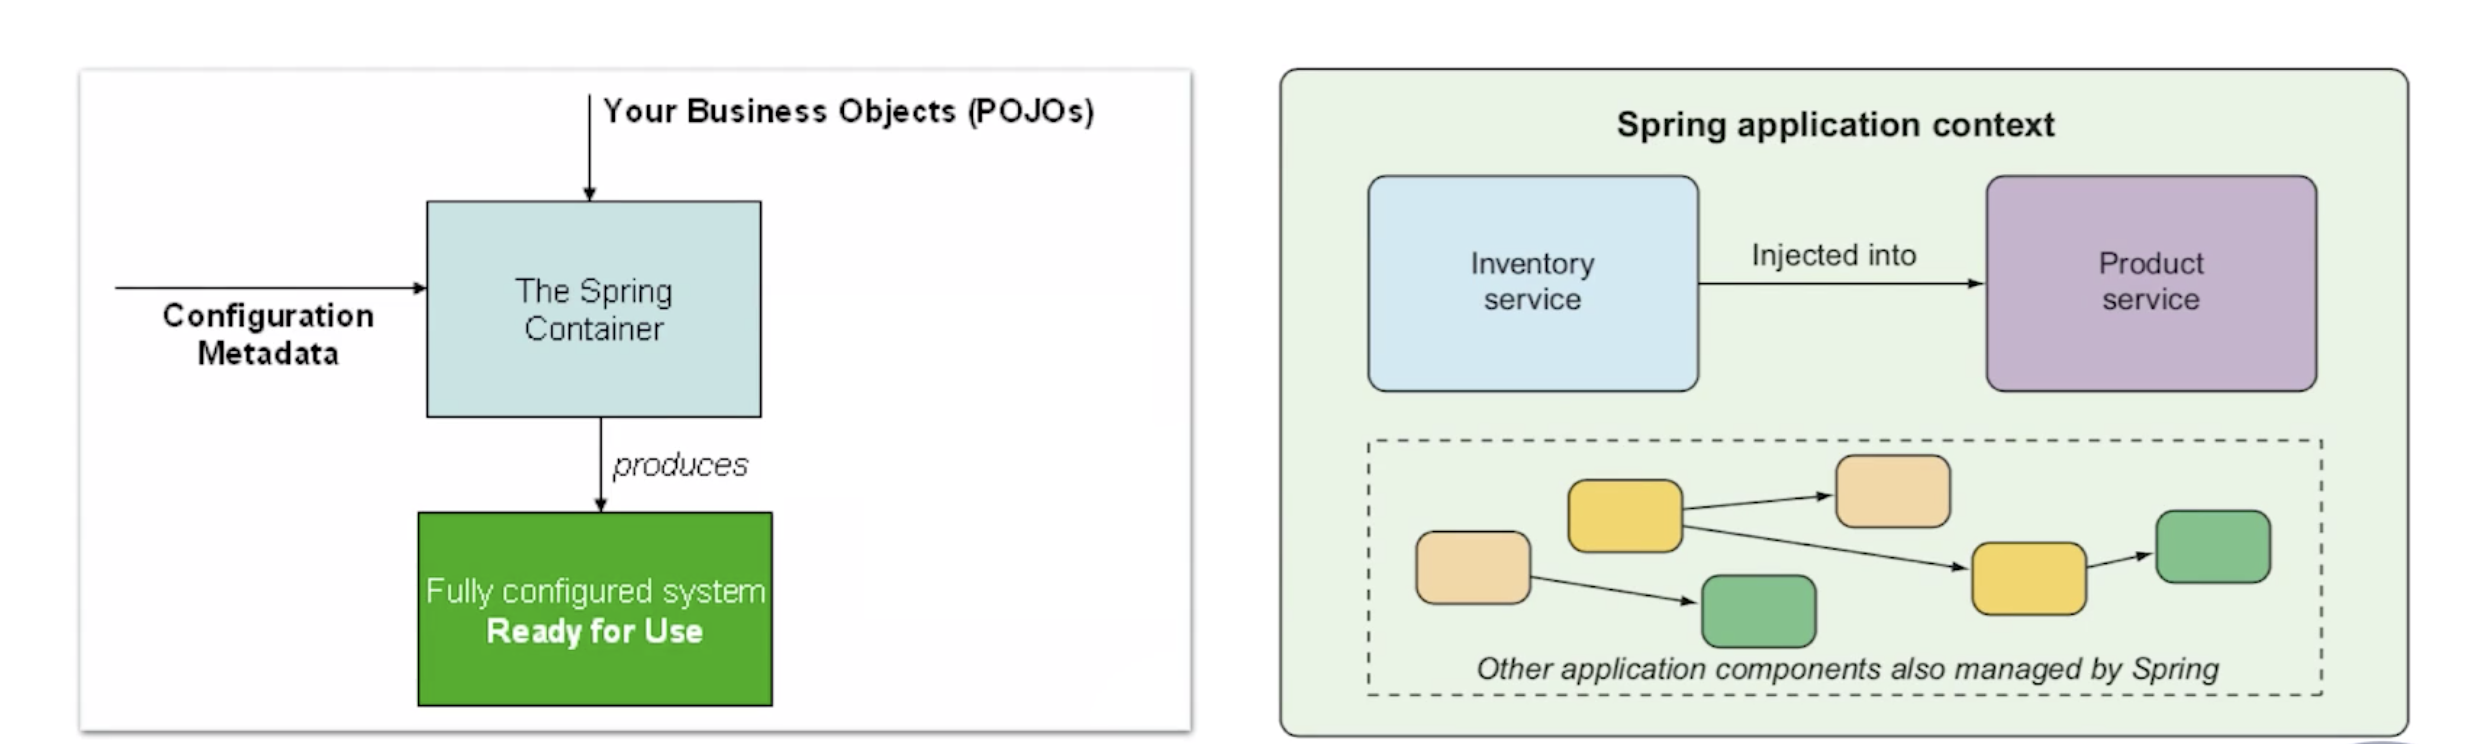 Your Business Objects (POJOs)
The Spring
Container
Configuration
Metadata
produces
Fully configured system
Ready for Use
Spring application context
Inventory
service
Injected into
Product
service
Other application components also managed by Spring